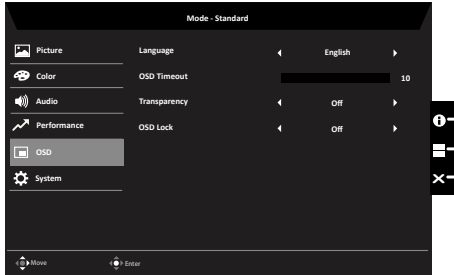 Mode - Standard
Picture
Language
English
Color
OSD Timeout
10
Audio
Transparency
Off
Performance
OSD Lock
Off
OSD
System
Move
Enter